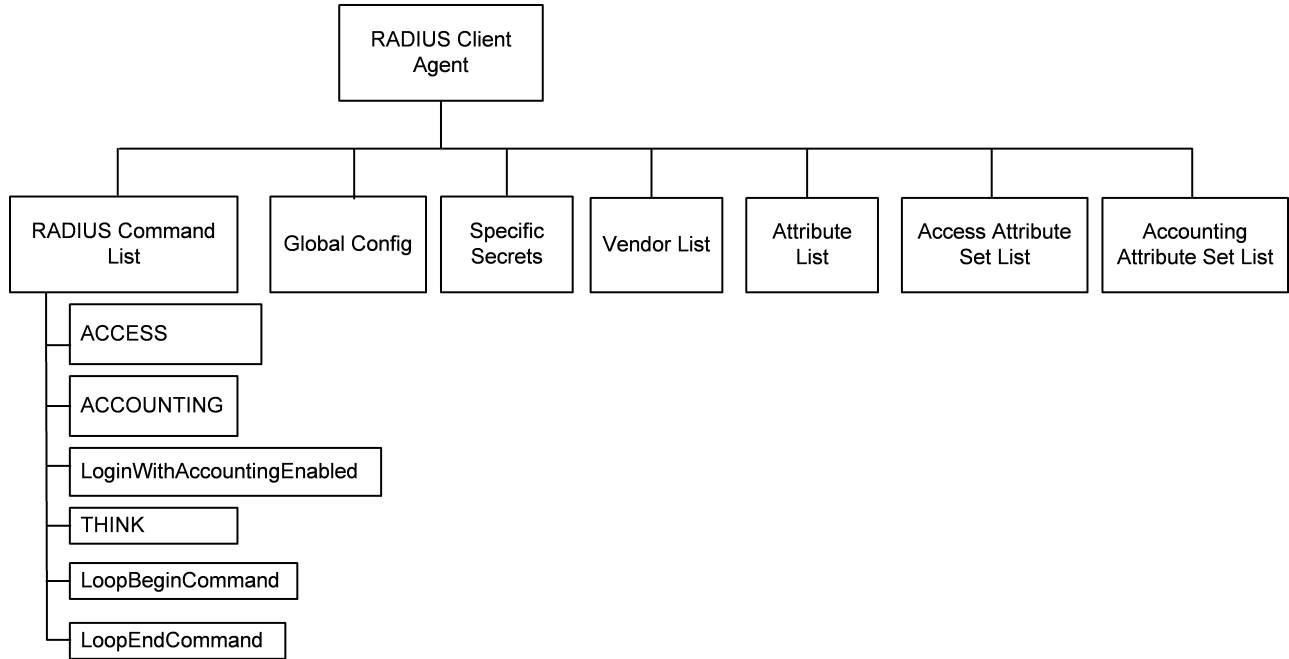 RADIUS Client
Agent
RADIUS Command
List
Global Config
Specific
Secrets
Vendor List
Attribute
List
Access Attribute
Set List
Accounting
Attribute Set List
ACCESS
ACCOUNTING
LoginWithAccountingEnabled
THINK
LoopBeginCommand
LoopEndCommand